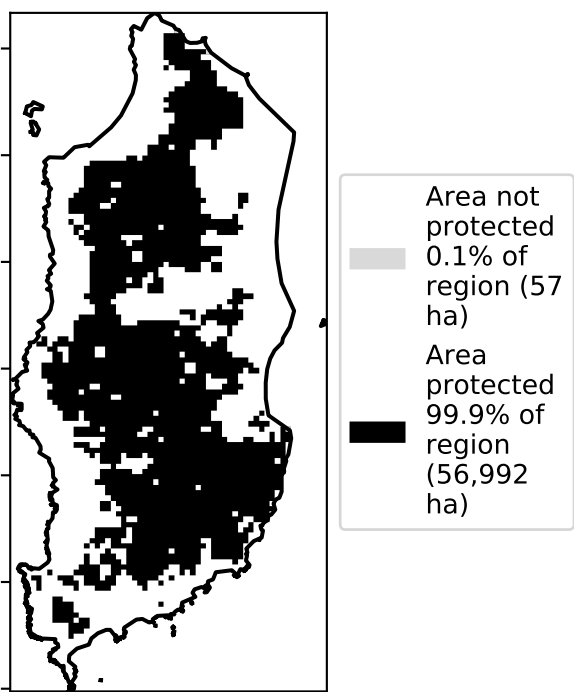 Area not
protected
0.1% of
region (57
ha)
Area
protected
99.9% of
region
(56,992
ha)